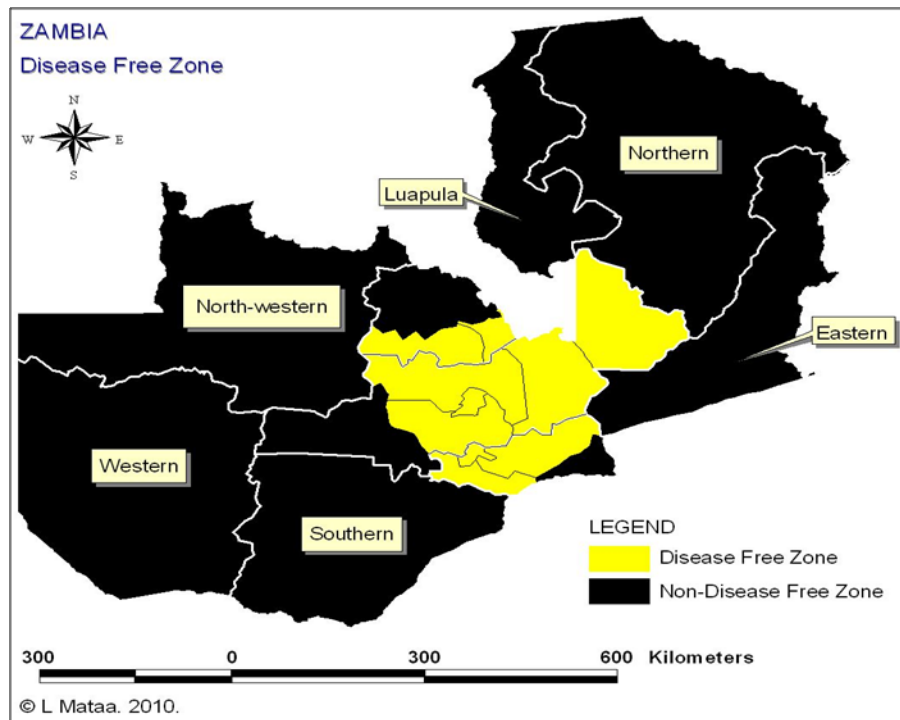 ZAMBIA
Disease Free Zone
N
W E
S
Northern
Luapula
North-western
Eastern
Western
Southern
LEGEND
Disease Free Zone
Non-Disease Free Zone
300 0 300 600 Kilometers
© L Mataa. 2010.